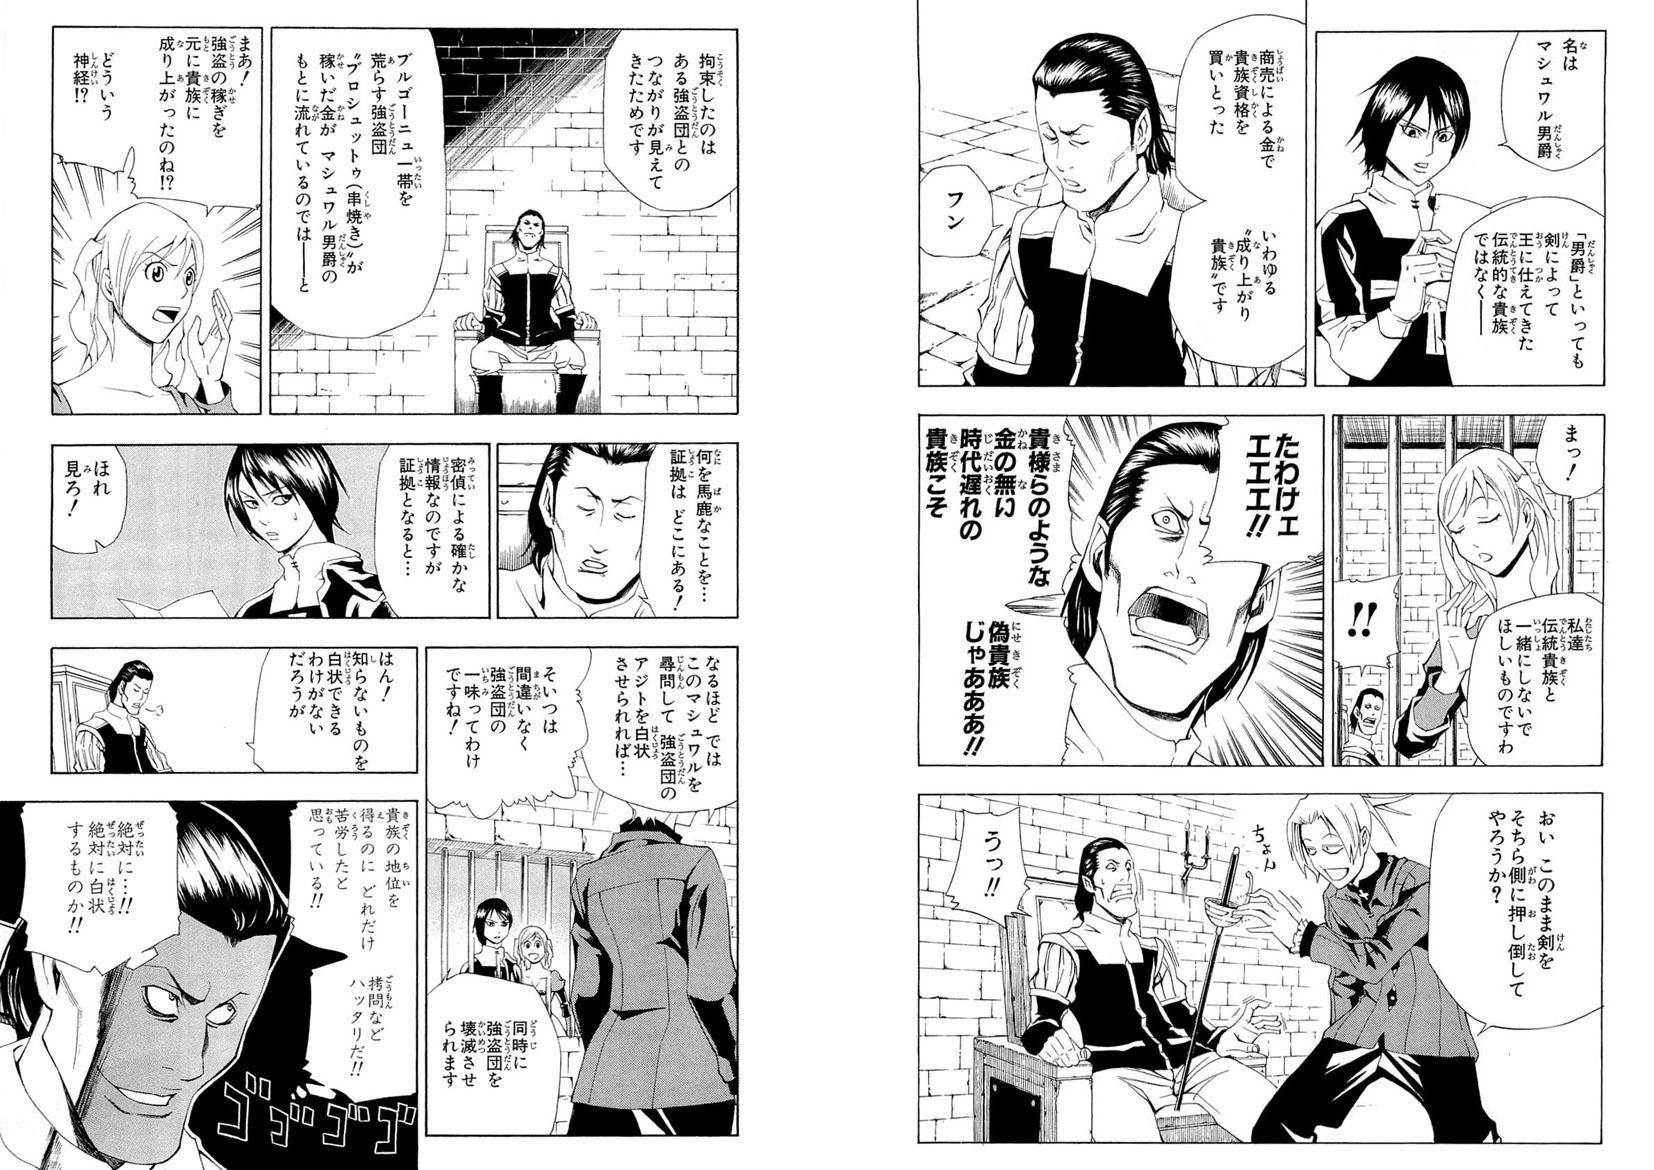 名は
マシュワル男爵
「男爵」といっても
剣によって
王に仕えてきた
伝統的な貴族
ではなく――
商売による金で
貴族資格を
買いとった
いわゆる
“成り上がり
貴族”です
フン
まっ!
私達
伝統貴族と
一緒にしないで
ほしいものですわ
!!
たわけェ
エエエ!!
貴様らのような
金の無い
時代遅れの
貴族こそ
偽貴族
じゃあああ!!
おい このまま剣を
そちら側に押し倒して
やろうか?
ちょん
うっ!!
拘束したのは
ある強盗団との
つながりが見えて
きたためです
ブルゴーニュ一帯を
荒らす強盗団
“ブロシュットゥ(串焼き)”が
稼いだ金が マシュワル男爵の
もとに流れているのでは――と
まあ!
強盗の稼ぎを
元に貴族に
成り上がったのね!?
どういう
神経!?
何を馬鹿なことを…
証拠は どこにある!
密偵による確かな
情報なのですが
証拠となると…
ほれ
見ろ!
なるほど では
このマシュワルを
尋問して 強盗団の
アジトを白状
させられれば…
そいつは
間違いなく
強盗団の
一味ってわけ
ですね!
同時に
強盗団を
壊滅させ
られます
はん!
知らないものを
白状できる
わけがない
だろうが
貴族の地位を
得るのに どれだけ
苦労したと
思っている!!
拷問など
ハッタリだ!!
絶対に…!!
絶対に白状
するものか!!
ゴゴゴゴ